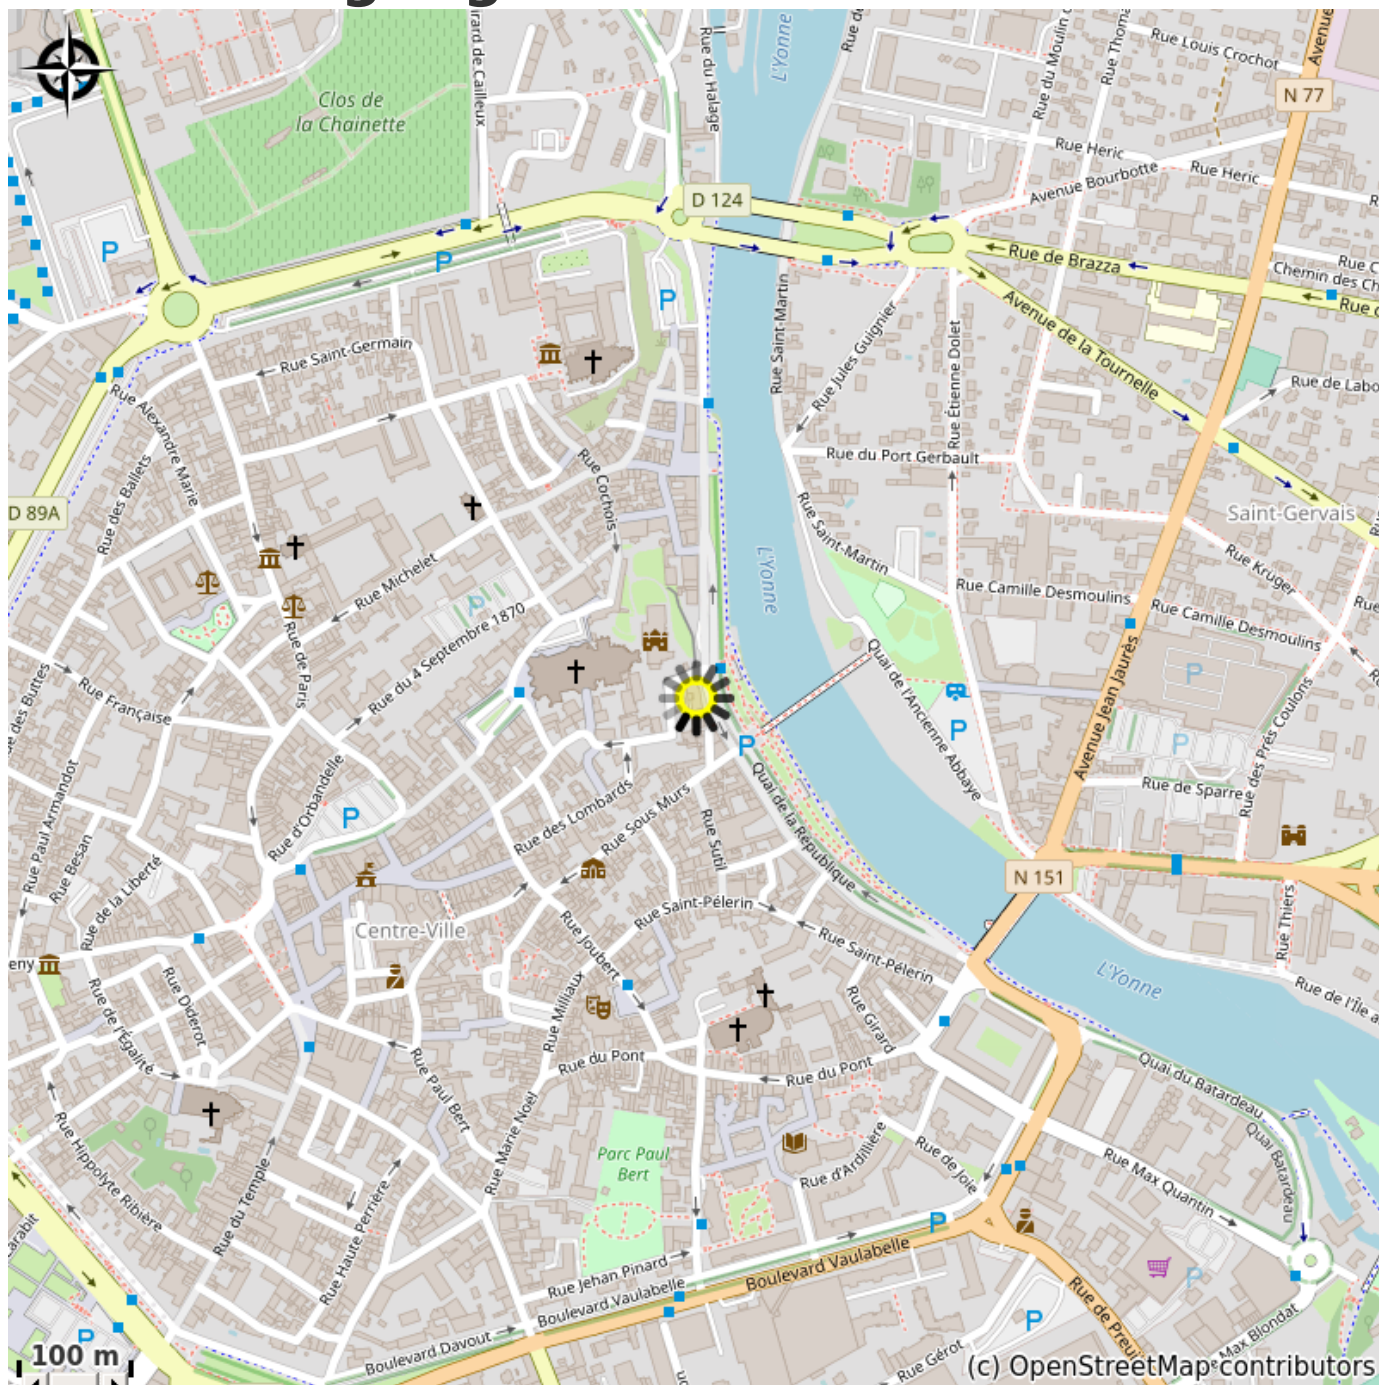 L'Yonne
Rue du Halage
Rue Louis Crochot
Rue du Moulin
N 77
Clos de
la Chainette
Rue Heric
Rue Heric
Avenue Bourbotte
D 124
P
P
P
Rue de Brazza
Avenue de la Tournelle
Rue Saint-Germain
Rue Saint-Martin
Rue Jules Guignier
Rue Étienne Dolet
Rue Alexandre Marie
Rue des Ballets
Rue du Port Gerbault
Rue Cochois
D 89A
Saint-Gervais
Rue Saint-Martin
L'Yonne
Rue Kruger
Rue Michelet
P
Rue Camille Desmoulins
Rue Camille Desmoulins
Rue du 4 Septembre 1870
Rue de Paris
Rue Française
Quai de l'Ancienne Abbaye
P
P
P
P
Avenue Jean Jaurès
Rue des Prés Coulons
Rue de Sparre
Rue Paul Armandot
Rue d'Orbandelle
P
Rue des Lombards
Rue Sous Murs
Rue Sutil
Quai de la République
Rue Besan
Rue de la Liberté
N 151
Rue Thiers
Centre-Ville
Rue Saint-Pélerin
Rue Saint-Pélerin
Rue Joubert
L'Yonne
Rue Diderot
Rue de l'Égalité
Rue Milliaux
Rue Girard
Rue du Pont
Rue du Pont
Rue Paul Bert
Quai du Batardeau
Quai Batardeau
Rue Marie Noël
Rue Hippolyte Ribière
Parc Paul
Bert
Rue d'Ardillière
Rue de Joie
Rue Max Quantin
Rue du Temple
Rue Haute Perrière
P
P
P
P
Rue Jehan Pinard
Boulevard Vaulabelle
Boulevard Vaulabelle
Boulevard Davout
Rue Gérot
Max Blondat
100 m
(c) OpenStreetMap contributors